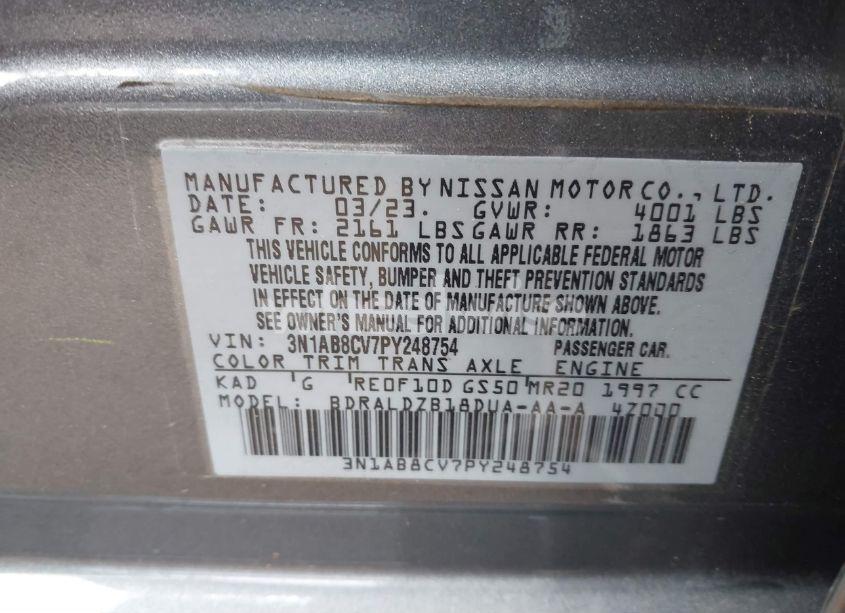 MANUFACTURED BY NISSAN MOTOR CO., LTD.
DATE: 03/23. GVWR: 4001 LBS
GAWR FR: 2161 LBS GAWR RR: 1863 LBS
THIS VEHICLE CONFORMS TO ALL APPLICABLE FEDERAL MOTOR
VEHICLE SAFETY, BUMPER AND THEFT PREVENTION STANDARDS
IN EFFECT ON THE DATE OF MANUFACTURE SHOWN ABOVE.
SEE OWNER'S MANUAL FOR ADDITIONAL INFORMATION.
VIN: 3N1AB8CV7PY248754 PASSENGER CAR.
COLOR TRIM TRANS AXLE ENGINE
KAD 'G 'RE0F10D GS50'MR20 1997 CC
MODEL: BDRALDZB18DUA-AA-A 42000
3N1AB8CV7PY248754